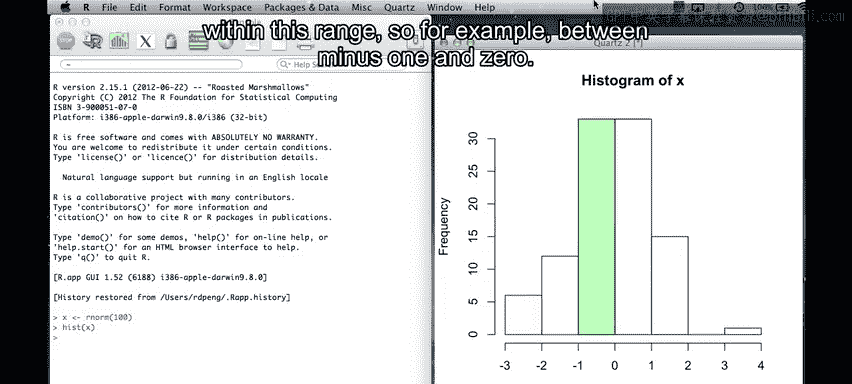 R File Edit Format Workspace Packages & Data Misc Quartz Window Help
within this range, so for example, between
minus one and zero.
Quartz 2 [*]
R version 2.15.1 (2012-06-22) -- "Roasted Marshmallows"
Copyright (C) 2012 The R Foundation for Statistical Computing
ISBN 3-900051-07-0
Platform: i386-apple-darwin9.8.0/i386 (32-bit)
R is free software and comes with ABSOLUTELY NO WARRANTY.
You are welcome to redistribute it under certain conditions.
Type 'license()' or 'licence()' for distribution details.
Natural language support but running in an English locale
R is a collaborative project with many contributors.
Type 'contributors()' for more information and
'citation()' on how to cite R or R packages in publications.
Type 'demo()' for some demos, 'help()' for on-line help, or
'help.start()' for an HTML browser interface to help.
Type 'q()' to quit R.
[R.app GUI 1.52 (6188) i386-apple-darwin9.8.0]
[History restored from /Users/rdpeng/.Rapp.history]
> x <- rnorm(100)
> hist(x)
>
Histogram of x
Frequency
30
25
20
15
10
5
0
-3 -2 -1 0 1 2 3 4